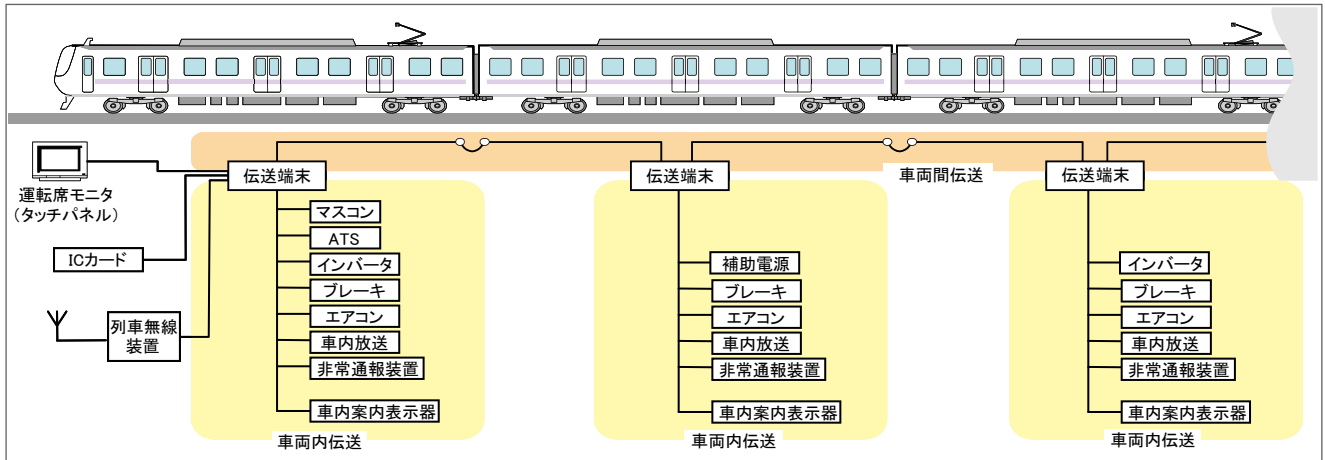 運転席モニタ
(タッチパネル)
ICカード
列車無線
装置
伝送端末
マスコン
ATS
インバータ
ブレーキ
エアコン
車内放送
非常通報装置
車内案内表示器
車両内伝送
伝送端末
補助電源
ブレーキ
エアコン
車内放送
非常通報装置
車内案内表示器
車両内伝送
車両間伝送
伝送端末
インバータ
ブレーキ
エアコン
車内放送
非常通報装置
車内案内表示器
車両内伝送